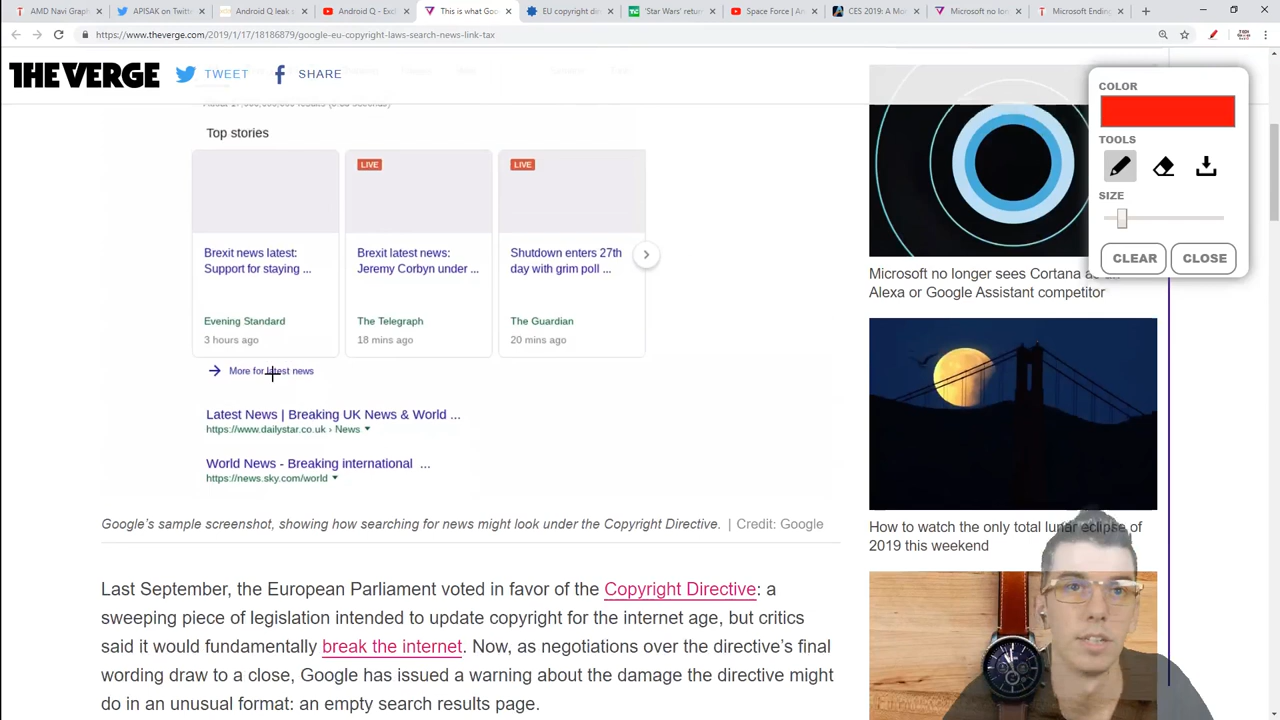 AMD Navi Graph
APISAK on Twitter
Android Q leak
Android Q - Exc
This is what Goo
EU copyright dir
'Star Wars' retur
Space Force | An
CES 2019: A Mo
Microsoft no lon
Microsoft Ending
https://www.theverge.com/2019/1/17/18186879/google-eu-copyright-laws-search-news-link-tax
THE VERGE TWEET SHARE
Top stories
LIVE
LIVE
Brexit news latest:
Support for staying ...
Evening Standard
3 hours ago
Brexit latest news:
Jeremy Corbyn under ...
The Telegraph
18 mins ago
Shutdown enters 27th
day with grim poll ...
The Guardian
20 mins ago
More for latest news
Latest News | Breaking UK News & World ...
https://www.dailystar.co.uk › News
World News - Breaking international ...
https://news.sky.com/world
Google's sample screenshot, showing how searching for news might look under the Copyright Directive. | Credit: Google
Last September, the European Parliament voted in favor of the Copyright Directive: a
sweeping piece of legislation intended to update copyright for the internet age, but critics
said it would fundamentally break the internet. Now, as negotiations over the directive's final
wording draw to a close, Google has issued a warning about the damage the directive might
do in an unusual format: an empty search results page.
Microsoft no longer sees Cortana as an
Alexa or Google Assistant competitor
How to watch the only total lunar eclipse of
2019 this weekend
COLOR
TOOLS
SIZE
CLEAR
CLOSE